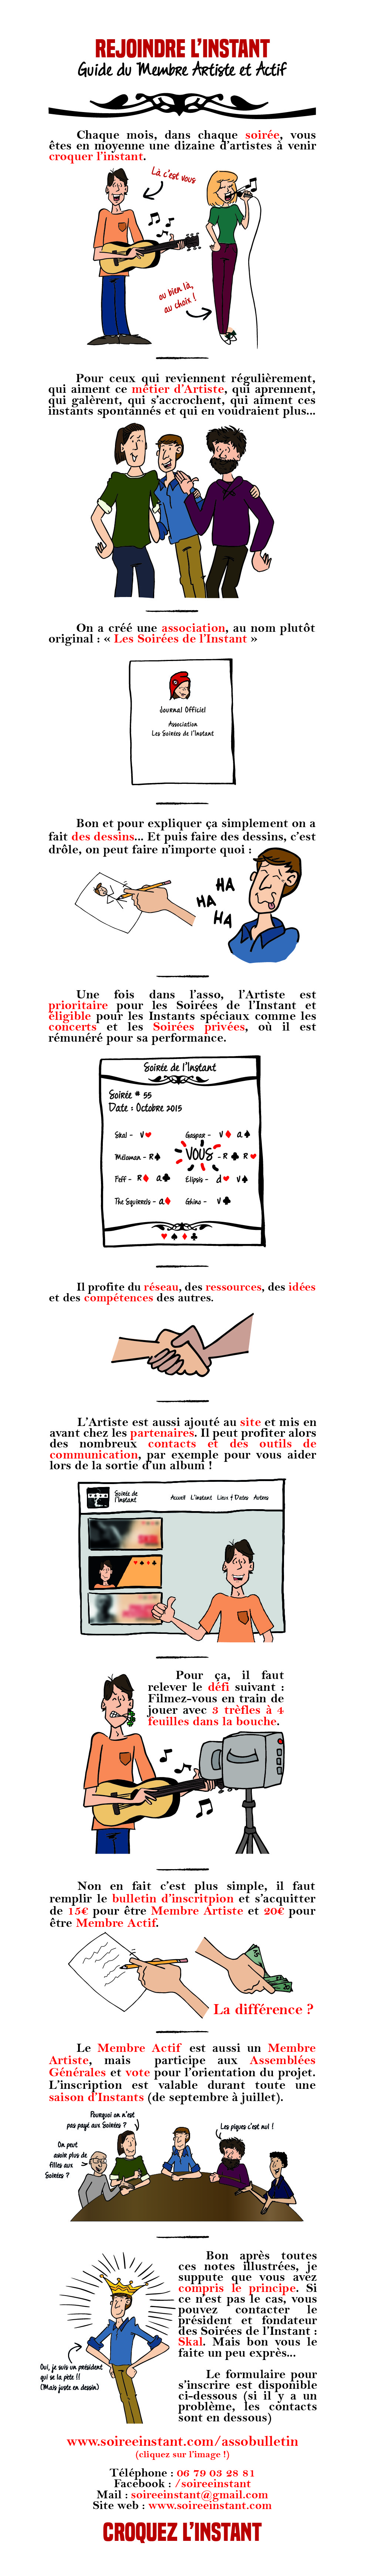 REJOINDRE L'INSTANT
Guide du Membre Artiste et Actif
Chaque mois, dans chaque soirée, vous
êtes en moyenne une dizaine d'artistes à venir
croquer l'instant.
Là c'est vous
ou bien là,
au choix !
Pour ceux qui reviennent régulièrement,
qui aiment ce métier d'Artiste, qui aprennent,
qui galèrent, qui s'accrochent, qui aiment ces
instants spontannés et qui en voudraient plus...
On a créé une association, au nom plutôt
original : « Les Soirées de l'Instant »
Journal Officiel
Association
Les Soirées de l'Instant
Bon et pour expliquer ça simplement on a
fait des dessins... Et puis faire des dessins, c'est
drôle, on peut faire n'importe quoi :
HA
HA
HA
Une fois dans l'asso, l'Artiste est
prioritaire pour les Soirées de l'Instant et
éligible pour les Instants spéciaux comme les
concerts et les Soirées privées, où il est
rémunéré pour sa performance.
Soirée de l'Instant
Soirée # 55
Date : Octobre 2015
Skal - V♥ Gaspar - V♦ a♠
Méloman - R♠ VOUS - R♣ R♥
Feff - R♦ a♣ Elipsis - d♥ V♠
The Squirrels - a♦ Ghino - V♣
♥ ♠ ♦ ♣
Il profite du réseau, des ressources, des idées
et des compétences des autres.
L'Artiste est aussi ajouté au site et mis en
avant chez les partenaires. Il peut profiter alors
des nombreux contacts et des outils de
communication, par exemple pour vous aider
lors de la sortie d'un album !
Soirée de
l'Instant
Accueil L'instant Lieux & Dates Autres
Pour ça, il faut
relever le défi suivant :
Filmez-vous en train de
jouer avec 3 trèfles à 4
feuilles dans la bouche.
Non en fait c'est plus simple, il faut
remplir le bulletin d'inscritpion et s'acquitter
de 15€ pour être Membre Artiste et 20€ pour
être Membre Actif.
La différence ?
Le Membre Actif est aussi un Membre
Artiste, mais participe aux Assemblées
Générales et vote pour l'orientation du projet.
L'inscription est valable durant toute une
saison d'Instants (de septembre à juillet).
Pourquoi on n'est
pas payé aux Soirées ?
Les piques c'est nul !
On peut
avoir plus de
filles aux
Soirées ?
Bon après toutes
ces notes illustrées, je
suppute que vous avez
compris le principe. Si
ce n'est pas le cas, vous
pouvez contacter le
président et fondateur
des Soirées de l'Instant :
Skal. Mais bon vous le
faite un peu exprès...
Oui, je suis un président
qui se la pète !!
(Mais juste en dessin)
Le formulaire pour
s'inscrire est disponible
ci-dessous (si il y a un
problème, les contacts
sont en dessous)
www.soireeinstant.com/assobulletin
(cliquez sur l'image !)
Téléphone : 06 79 03 28 81
Facebook : /soireeinstant
Mail : soireeinstant@gmail.com
Site web : www.soireeinstant.com
CROQUEZ L'INSTANT